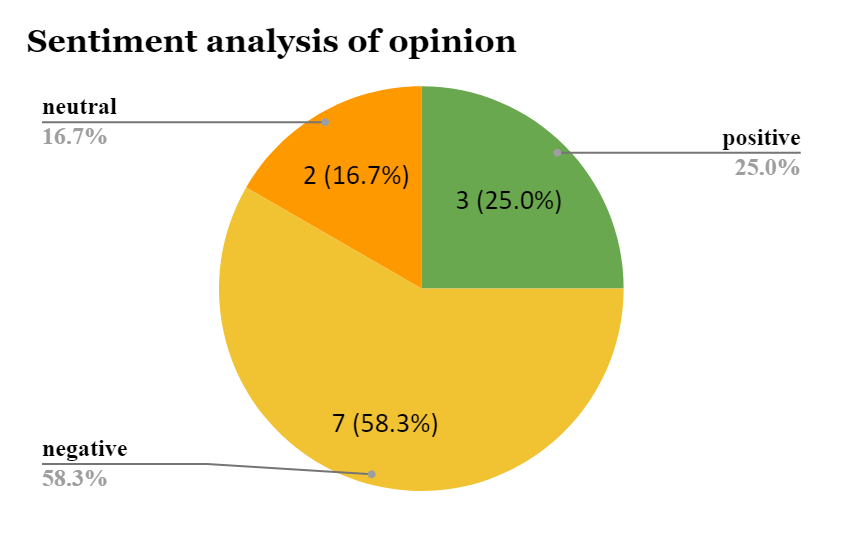 Sentiment analysis of opinion
neutral
16.7%
positive
25.0%
2 (16.7%)
3 (25.0%)
7 (58.3%)
negative
58.3%